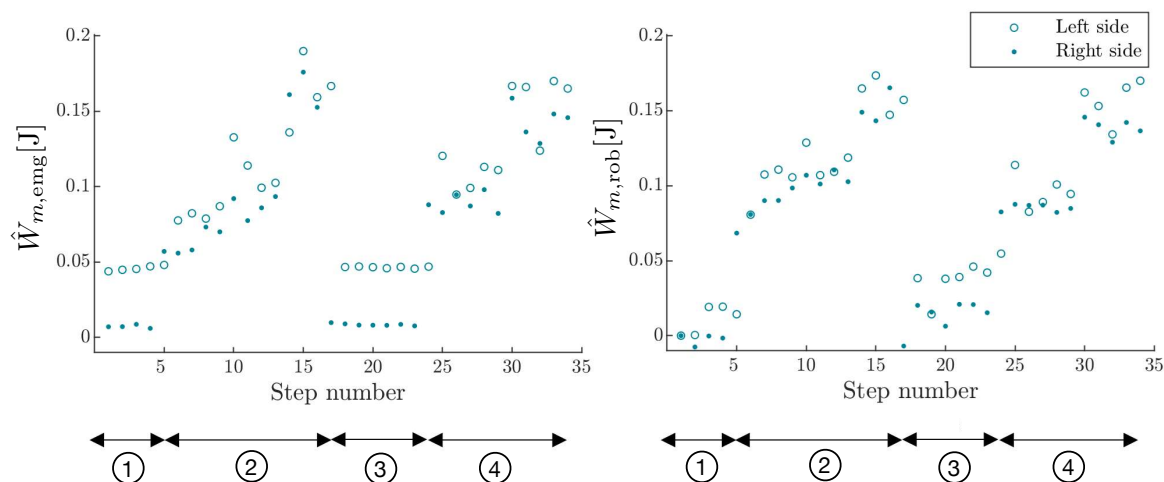 Left side
Right side
Ŵm,emg[J]
0.2
0.15
0.1
0.05
0
5 10 15 20 25 30 35
Step number
① ② ③ ④
Ŵm,rob[J]
0.2
0.15
0.1
0.05
0
5 10 15 20 25 30 35
Step number
① ② ③ ④